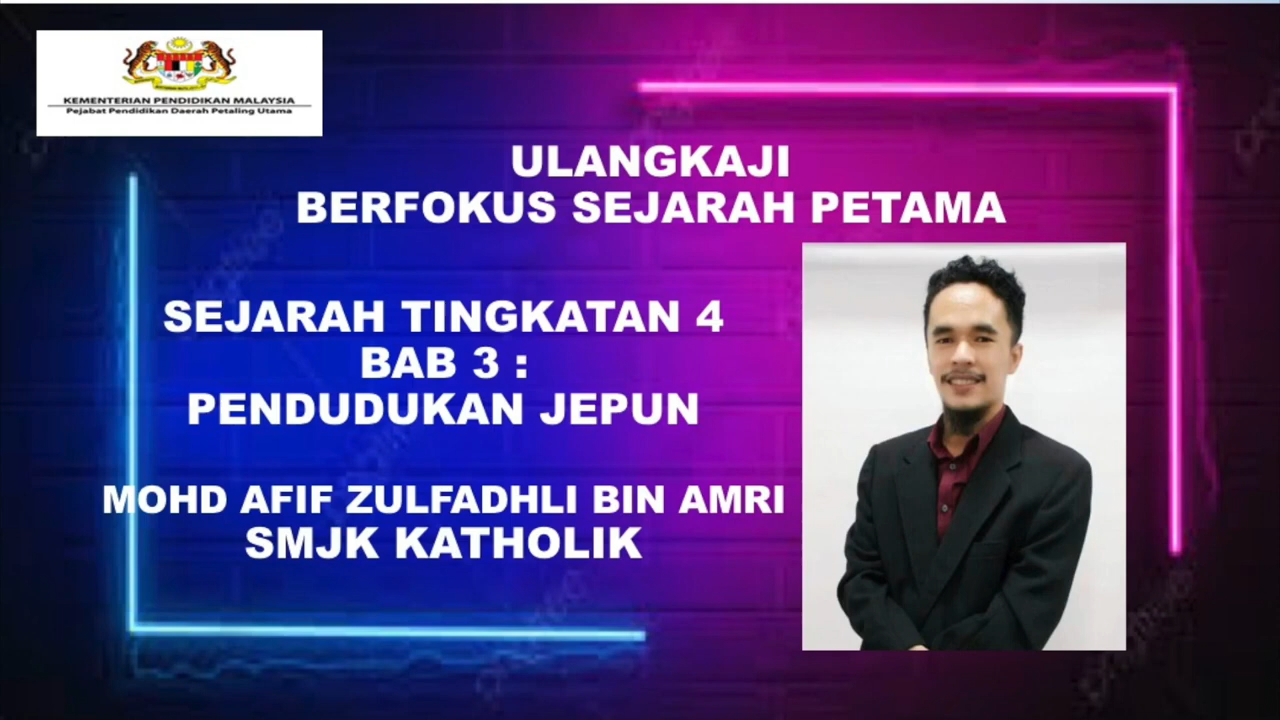 KEMENTERIAN PENDIDIKAN MALAYSIA
Pejabat Pendidikan Daerah Petaling Utama
ULANGKAJI
BERFOKUS SEJARAH PETAMA
SEJARAH TINGKATAN 4
BAB 3 :
PENDUDUKAN JEPUN
MOHD AFIF ZULFADHLI BIN AMRI
SMJK KATHOLIK